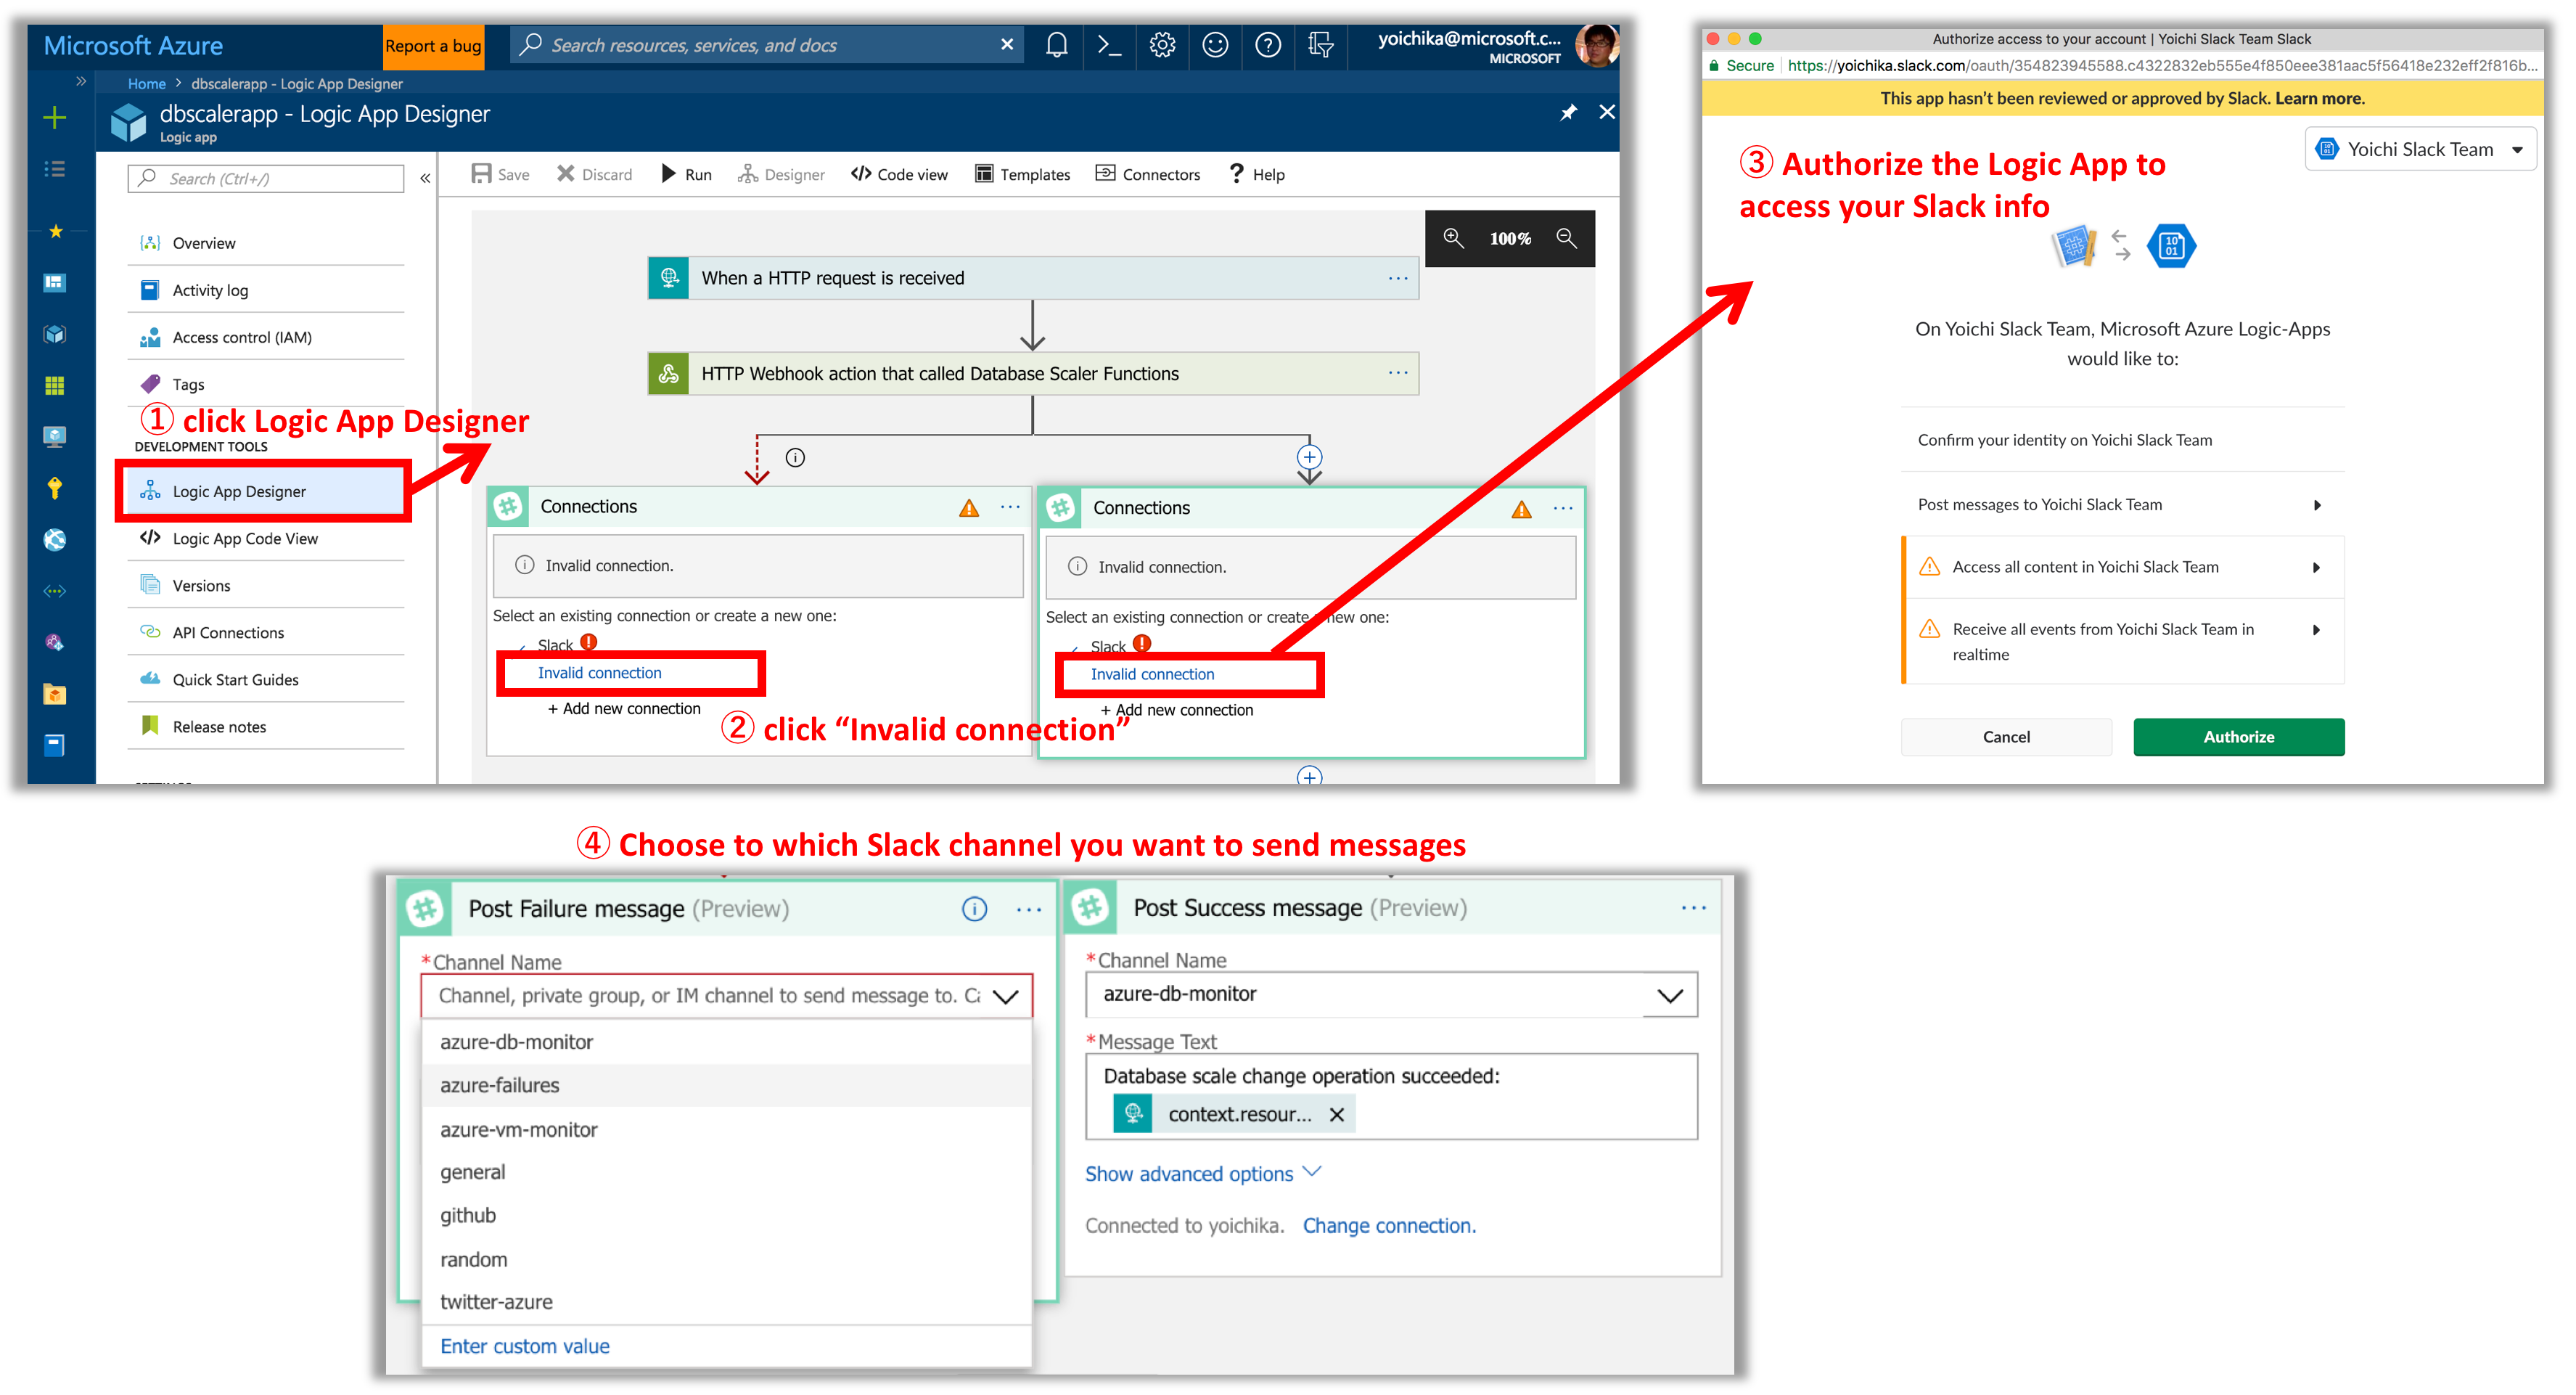 Microsoft Azure
Report a bug
Search resources, services, and docs
yoichika@microsoft.c...
MICROSOFT
Home > dbscalerapp - Logic App Designer
dbscalerapp - Logic App Designer
Logic app
Search (Ctrl+/)
Overview
Activity log
Access control (IAM)
Tags
① click Logic App Designer
DEVELOPMENT TOOLS
Logic App Designer
Logic App Code View
Versions
API Connections
Quick Start Guides
Release notes
Save Discard Run Designer Code view Templates Connectors Help
100%
When a HTTP request is received
HTTP Webhook action that called Database Scaler Functions
Connections
Invalid connection.
Select an existing connection or create a new one:
Slack
Invalid connection
+ Add new connection
Connections
Invalid connection.
Select an existing connection or create a new one:
Slack
Invalid connection
+ Add new connection
② click “Invalid connection”
Authorize access to your account | Yoichi Slack Team Slack
Secure https://yoichika.slack.com/oauth/354823945588.c4322832eb555e4f850eee381aac5f56418e232eff2f816b...
This app hasn't been reviewed or approved by Slack. Learn more.
Yoichi Slack Team
③ Authorize the Logic App to
access your Slack info
10
01
On Yoichi Slack Team, Microsoft Azure Logic-Apps
would like to:
Confirm your identity on Yoichi Slack Team
Post messages to Yoichi Slack Team
Access all content in Yoichi Slack Team
Receive all events from Yoichi Slack Team in
realtime
Cancel
Authorize
④ Choose to which Slack channel you want to send messages
Post Failure message (Preview)
*Channel Name
Channel, private group, or IM channel to send message to. Ca
azure-db-monitor
azure-failures
azure-vm-monitor
general
github
random
twitter-azure
Enter custom value
Post Success message (Preview)
*Channel Name
azure-db-monitor
*Message Text
Database scale change operation succeeded:
context.resour... ×
Show advanced options
Connected to yoichika. Change connection.